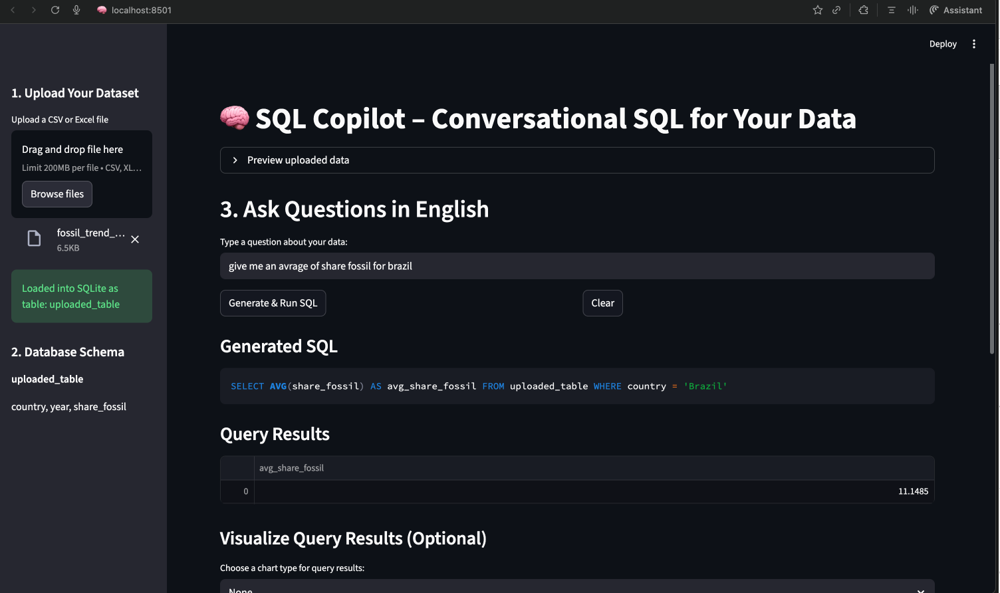 localhost:8501
Assistant
Deploy
1. Upload Your Dataset
Upload a CSV or Excel file
Drag and drop file here
Limit 200MB per file • CSV, XL…
Browse files
fossil_trend_…
6.5KB
Loaded into SQLite as
table: uploaded_table
2. Database Schema
uploaded_table
country, year, share_fossil
SQL Copilot – Conversational SQL for Your Data
Preview uploaded data
3. Ask Questions in English
Type a question about your data:
give me an avrage of share fossil for brazil
Generate & Run SQL
Clear
Generated SQL
SELECT AVG(share_fossil) AS avg_share_fossil FROM uploaded_table WHERE country = 'Brazil'
Query Results
avg_share_fossil
0 11.1485
Visualize Query Results (Optional)
Choose a chart type for query results:
None